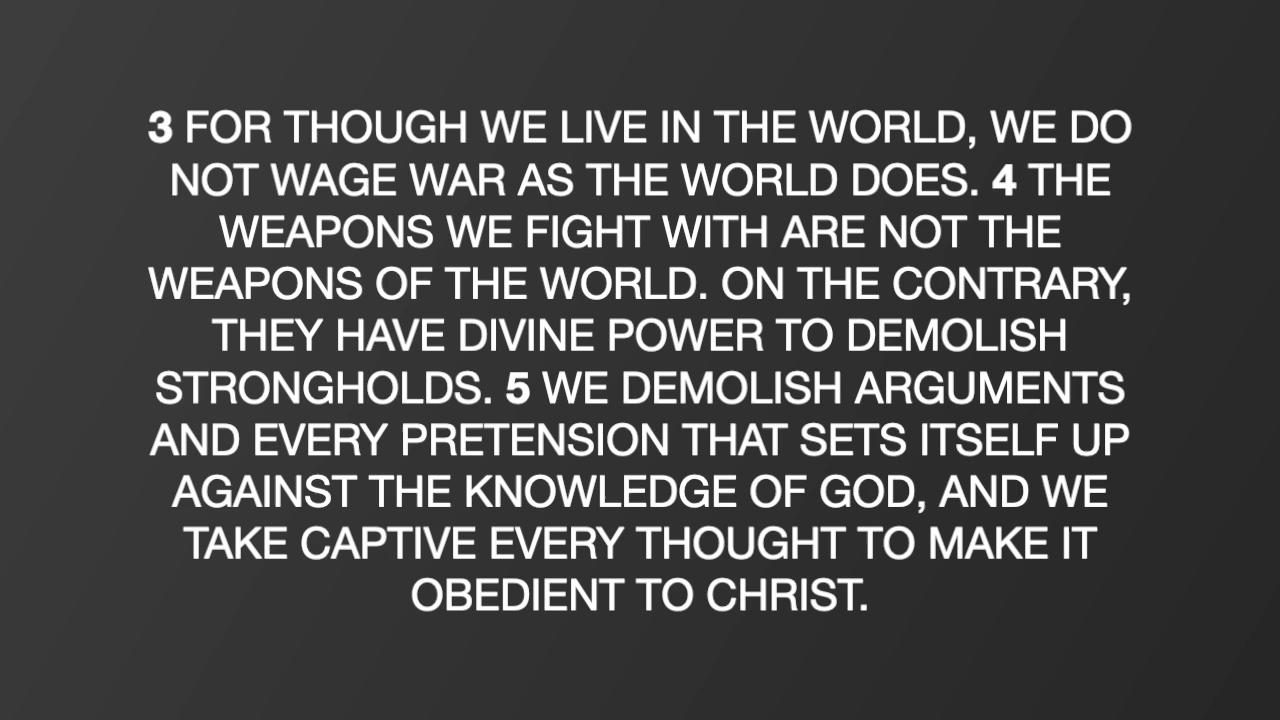 3 FOR THOUGH WE LIVE IN THE WORLD, WE DO
NOT WAGE WAR AS THE WORLD DOES. 4 THE
WEAPONS WE FIGHT WITH ARE NOT THE
WEAPONS OF THE WORLD. ON THE CONTRARY,
THEY HAVE DIVINE POWER TO DEMOLISH
STRONGHOLDS. 5 WE DEMOLISH ARGUMENTS
AND EVERY PRETENSION THAT SETS ITSELF UP
AGAINST THE KNOWLEDGE OF GOD, AND WE
TAKE CAPTIVE EVERY THOUGHT TO MAKE IT
OBEDIENT TO CHRIST.